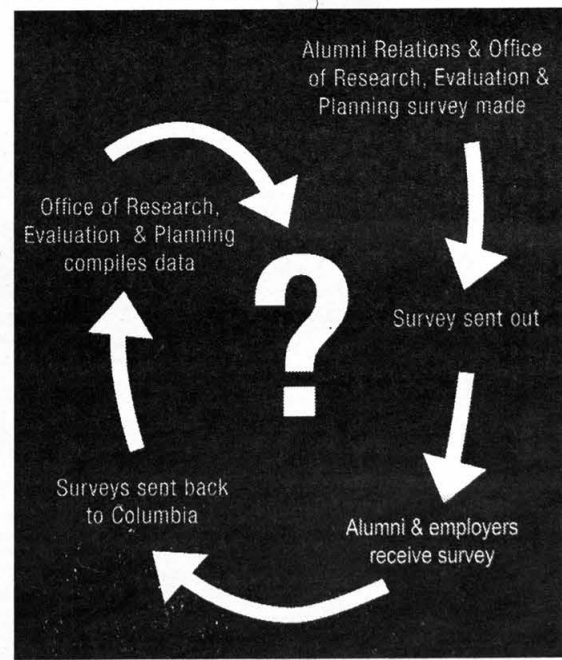 Alumni Relations & Office
of Research, Evaluation &
Planning survey made
Survey sent out
Alumni & employers
receive survey
Surveys sent back
to Columbia
Office of Research,
Evaluation & Planning
compiles data
?